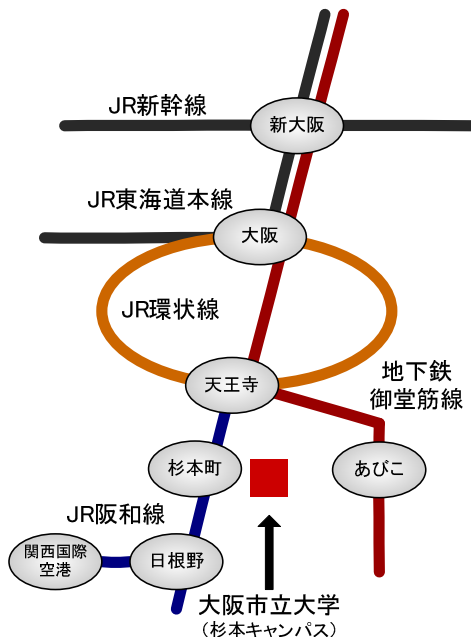 JR新幹線
新大阪
JR東海道本線
大阪
JR環状線
天王寺
地下鉄
御堂筋線
杉本町
あびこ
JR阪和線
関西国際
空港
日根野
大阪市立大学
(杉本キャンパス)